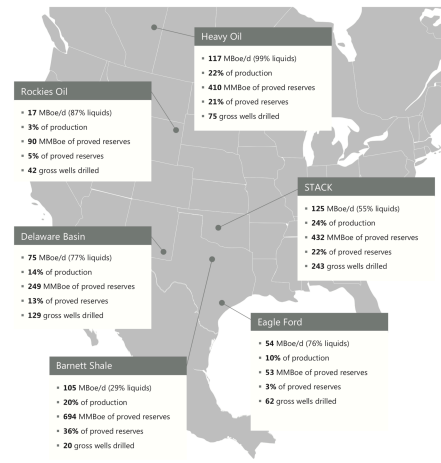 Heavy Oil
117 MBoe/d (99% liquids)
22% of production
410 MMBoe of proved reserves
21% of proved reserves
75 gross wells drilled
Rockies Oil
17 MBoe/d (87% liquids)
3% of production
90 MMBoe of proved reserves
5% of proved reserves
42 gross wells drilled
STACK
125 MBoe/d (55% liquids)
24% of production
432 MMBoe of proved reserves
22% of proved reserves
243 gross wells drilled
Delaware Basin
75 MBoe/d (77% liquids)
14% of production
249 MMBoe of proved reserves
13% of proved reserves
129 gross wells drilled
Eagle Ford
54 MBoe/d (76% liquids)
10% of production
53 MMBoe of proved reserves
3% of proved reserves
62 gross wells drilled
Barnett Shale
105 MBoe/d (29% liquids)
20% of production
694 MMBoe of proved reserves
36% of proved reserves
20 gross wells drilled